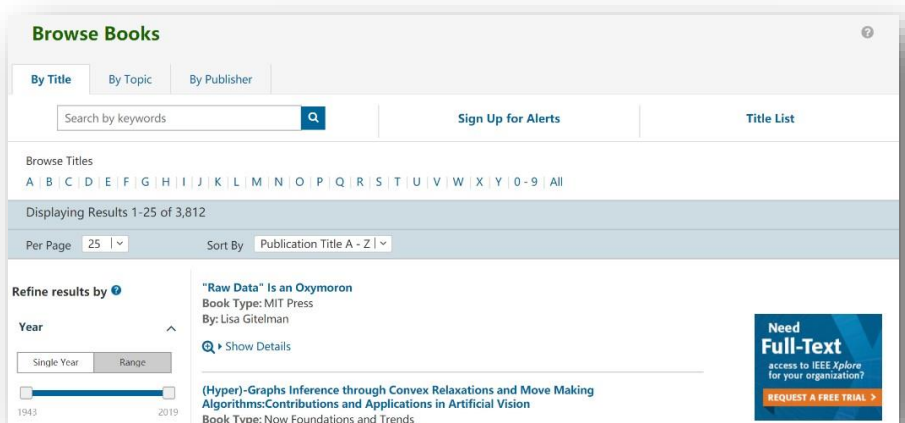 Browse Books
By Title By Topic By Publisher
Search by keywords Sign Up for Alerts Title List
Browse Titles
A | B | C | D | E | F | G | H | I | J | K | L | M | N | O | P | Q | R | S | T | U | V | W | X | Y | 0 - 9 | All
Displaying Results 1-25 of 3,812
Per Page 25 Sort By Publication Title A - Z
Refine results by
Year
Single Year Range
1943 2019
"Raw Data" Is an Oxymoron
Book Type: MIT Press
By: Lisa Gitelman
Show Details
(Hyper)-Graphs Inference through Convex Relaxations and Move Making
Algorithms:Contributions and Applications in Artificial Vision
Book Type: Now Foundations and Trends
Need
Full-Text
access to IEEE Xplore
for your organization?
REQUEST A FREE TRIAL >